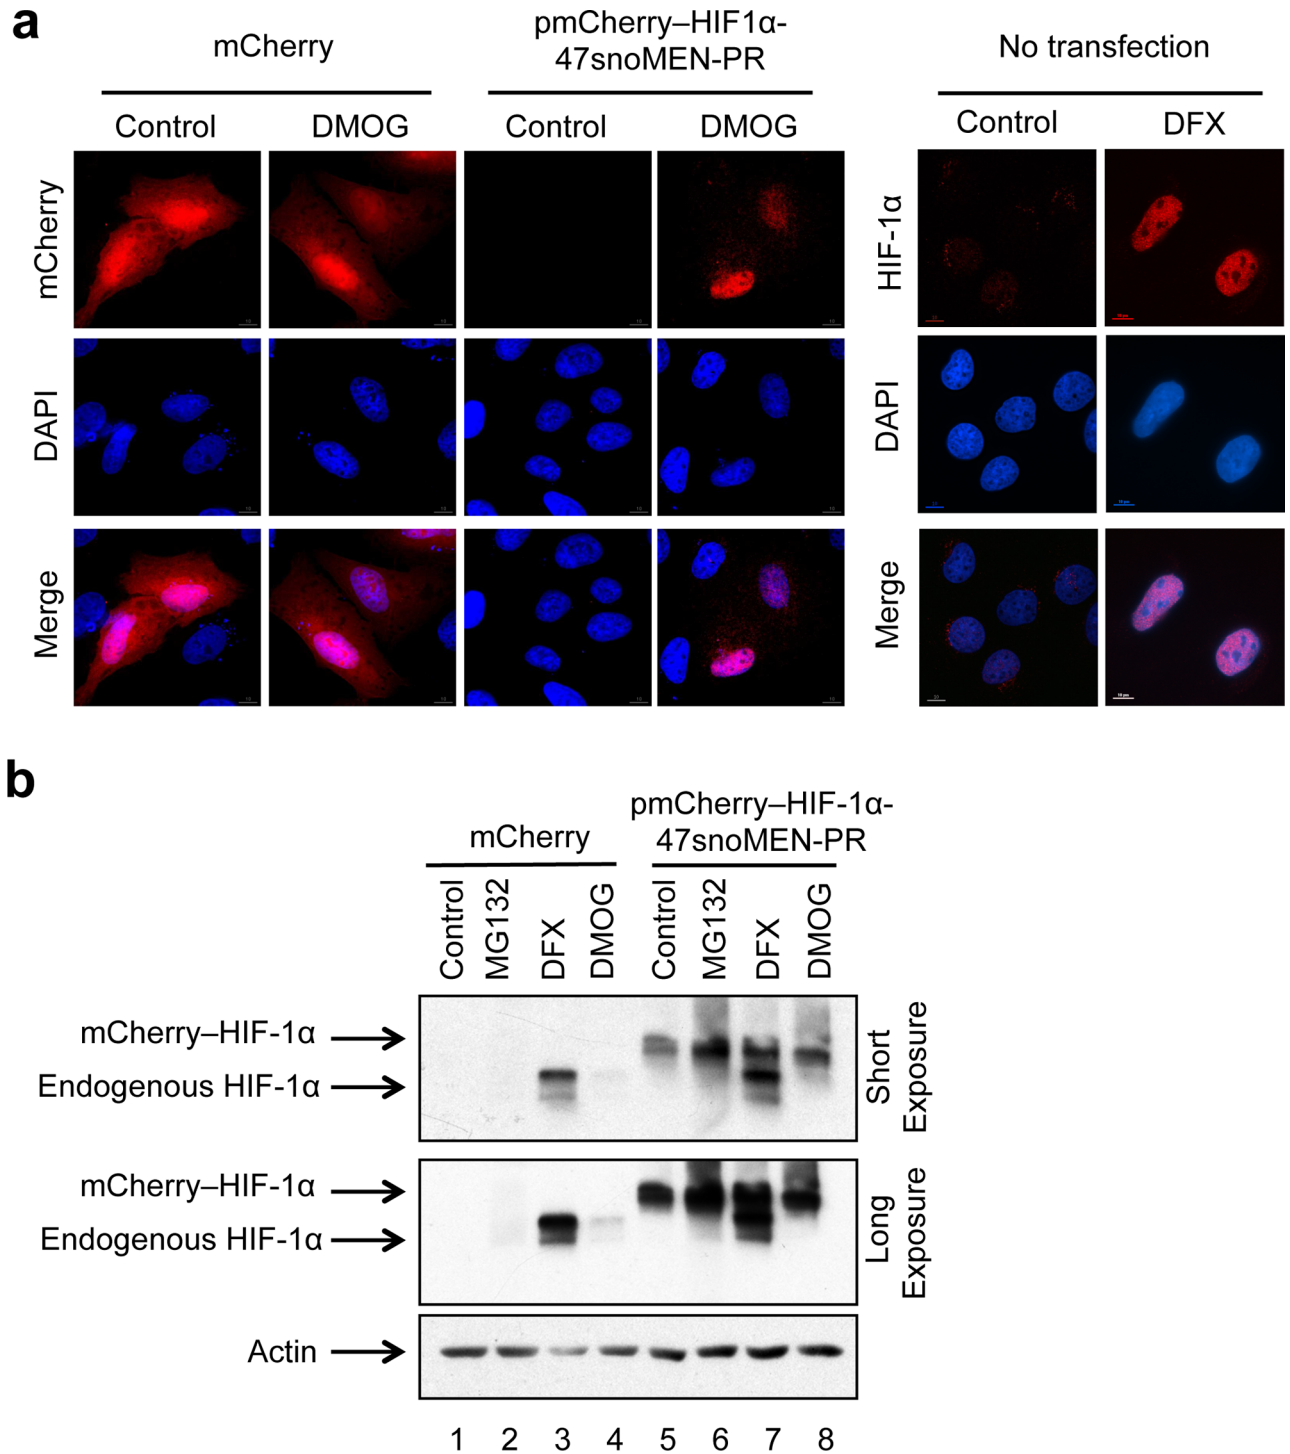 a
mCherry
pmCherry–HIF1α-
47snoMEN-PR
No transfection
Control
DMOG
Control
DMOG
Control
DFX
mCherry
HIF-1α
DAPI
DAPI
Merge
Merge
b
mCherry
pmCherry–HIF-1α-
47snoMEN-PR
Control
MG132
DFX
DMOG
Control
MG132
DFX
DMOG
mCherry–HIF-1α
Endogenous HIF-1α
Short
Exposure
mCherry–HIF-1α
Endogenous HIF-1α
Long
Exposure
Actin
1 2 3 4 5 6 7 8